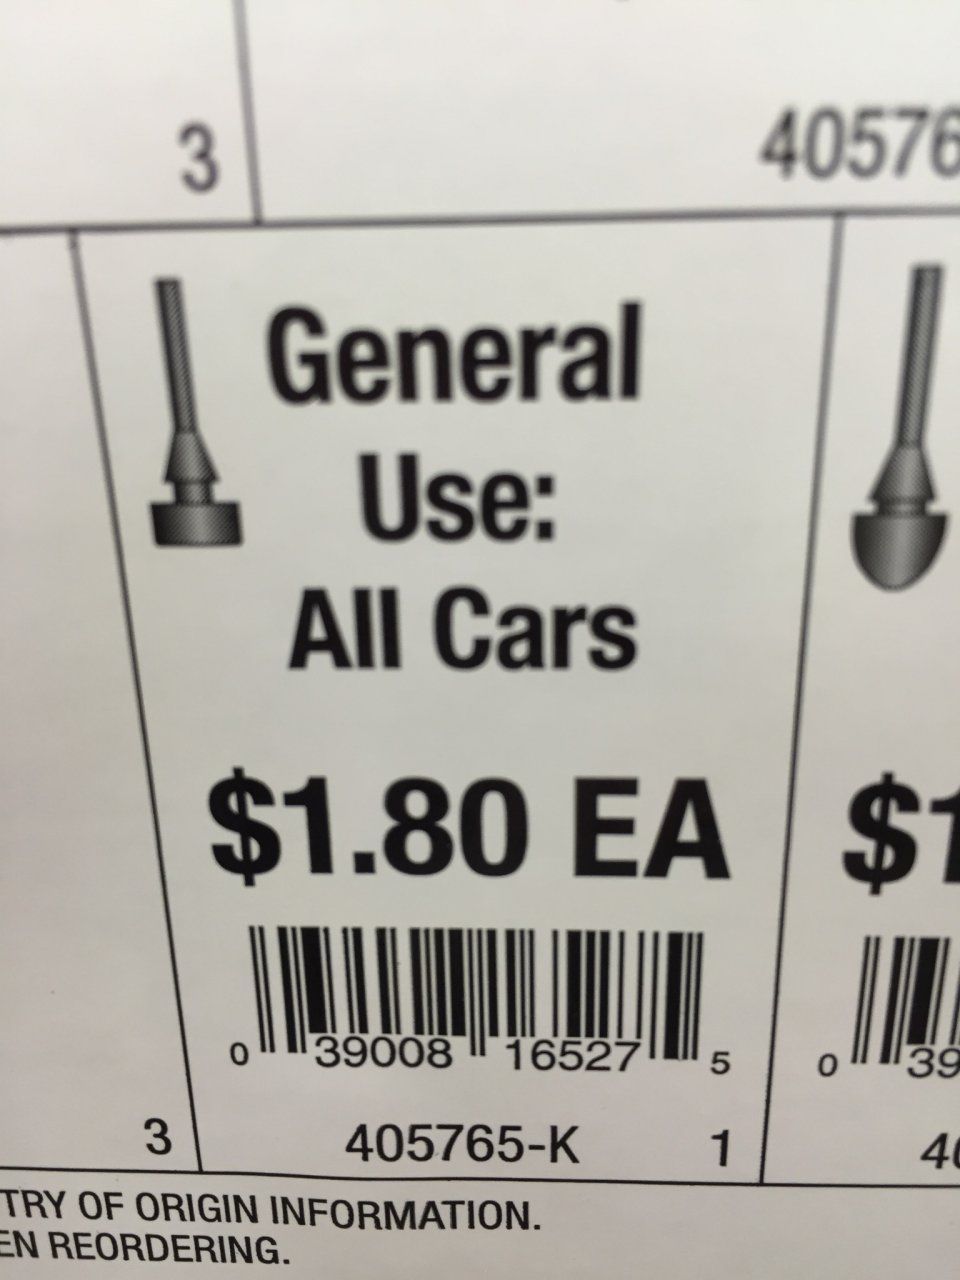 3
General
Use:
All Cars
$1.80 EA
0 39008 16527 5
0
3
405765-K 1
TRY OF ORIGIN INFORMATION.
EN REORDERING.